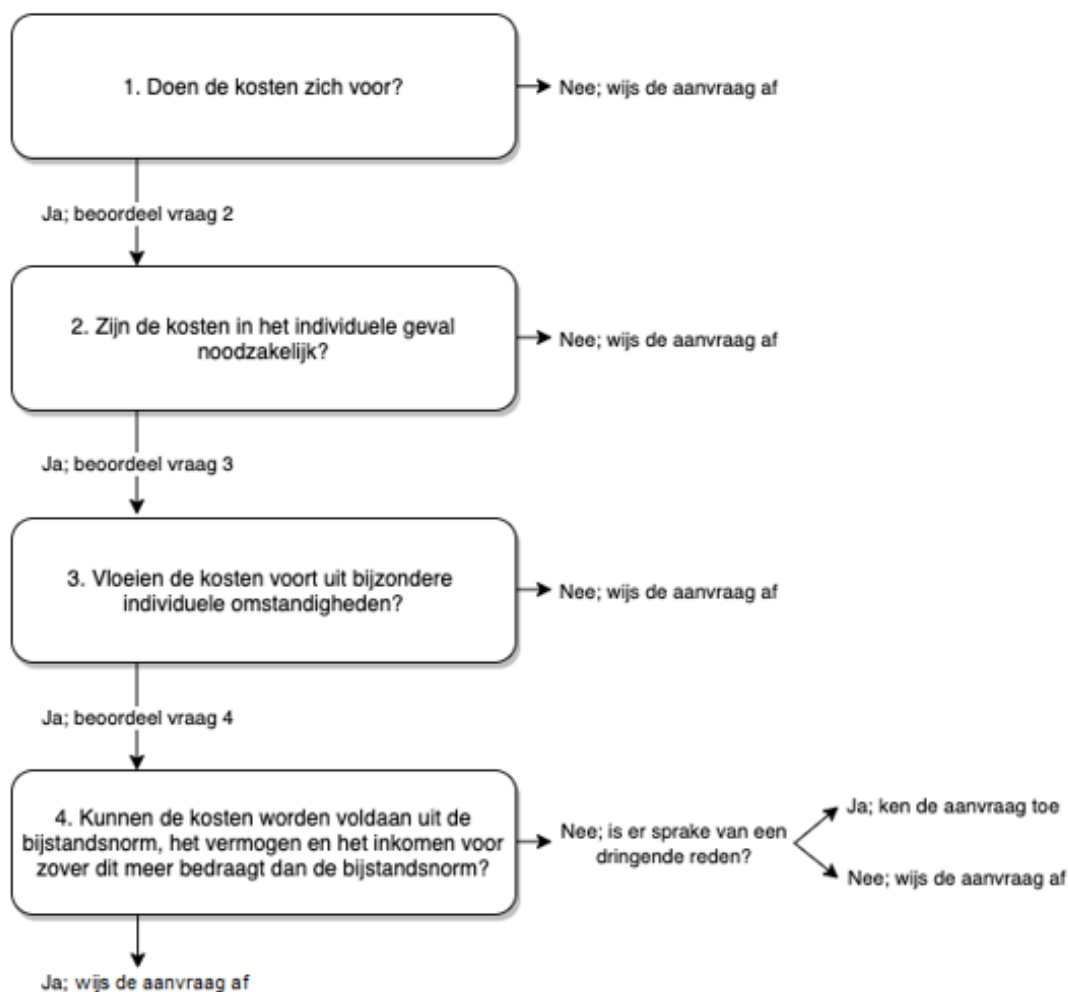 1. Doen de kosten zich voor?
Nee; wijs de aanvraag af
Ja; beoordeel vraag 2
2. Zijn de kosten in het individuele geval
noodzakelijk?
Nee; wijs de aanvraag af
Ja; beoordeel vraag 3
3. Vloeien de kosten voort uit bijzondere
individuele omstandigheden?
Nee; wijs de aanvraag af
Ja; beoordeel vraag 4
4. Kunnen de kosten worden voldaan uit de
bijstandsnorm, het vermogen en het inkomen voor
zover dit meer bedraagt dan de bijstandsnorm?
Nee; is er sprake van een
dringende reden?
Ja; ken de aanvraag toe
Nee; wijs de aanvraag af
Ja; wijs de aanvraag af